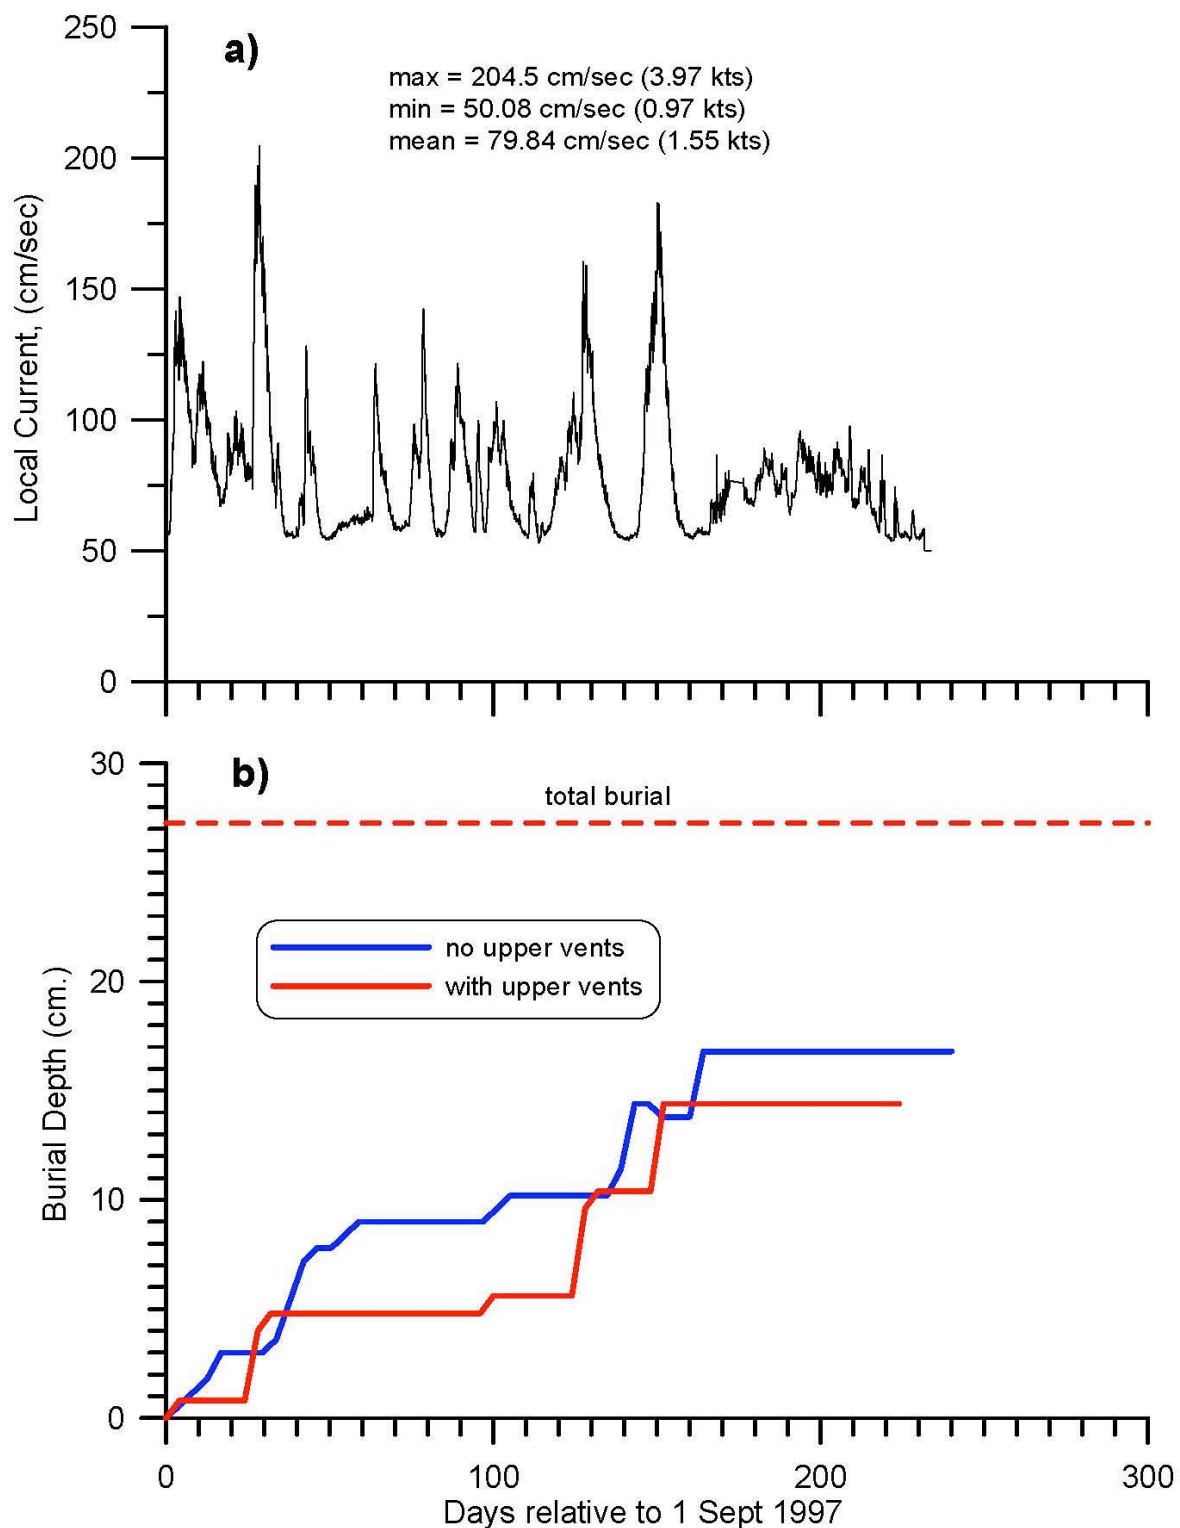 250
a)
max = 204.5 cm/sec (3.97 kts)
min = 50.08 cm/sec (0.97 kts)
mean = 79.84 cm/sec (1.55 kts)
200
150
100
50
0
Local Current, (cm/sec)
30
b)
total burial
no upper vents
with upper vents
20
10
0
Burial Depth (cm.)
0 100 200 300
Days relative to 1 Sept 1997